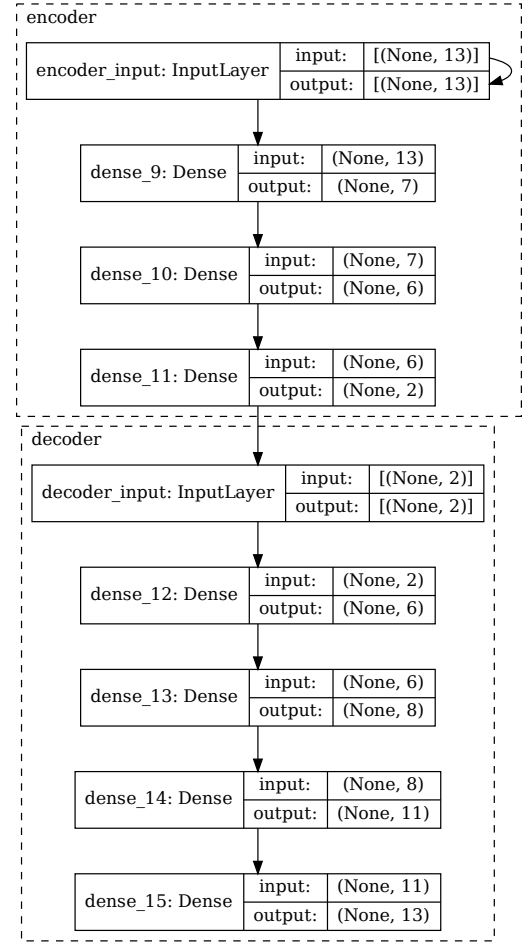 encoder
encoder_input: InputLayer
input: [(None, 13)]
output: [(None, 13)]
dense_9: Dense
input: (None, 13)
output: (None, 7)
dense_10: Dense
input: (None, 7)
output: (None, 6)
dense_11: Dense
input: (None, 6)
output: (None, 2)
decoder
decoder_input: InputLayer
input: [(None, 2)]
output: [(None, 2)]
dense_12: Dense
input: (None, 2)
output: (None, 6)
dense_13: Dense
input: (None, 6)
output: (None, 8)
dense_14: Dense
input: (None, 8)
output: (None, 11)
dense_15: Dense
input: (None, 11)
output: (None, 13)